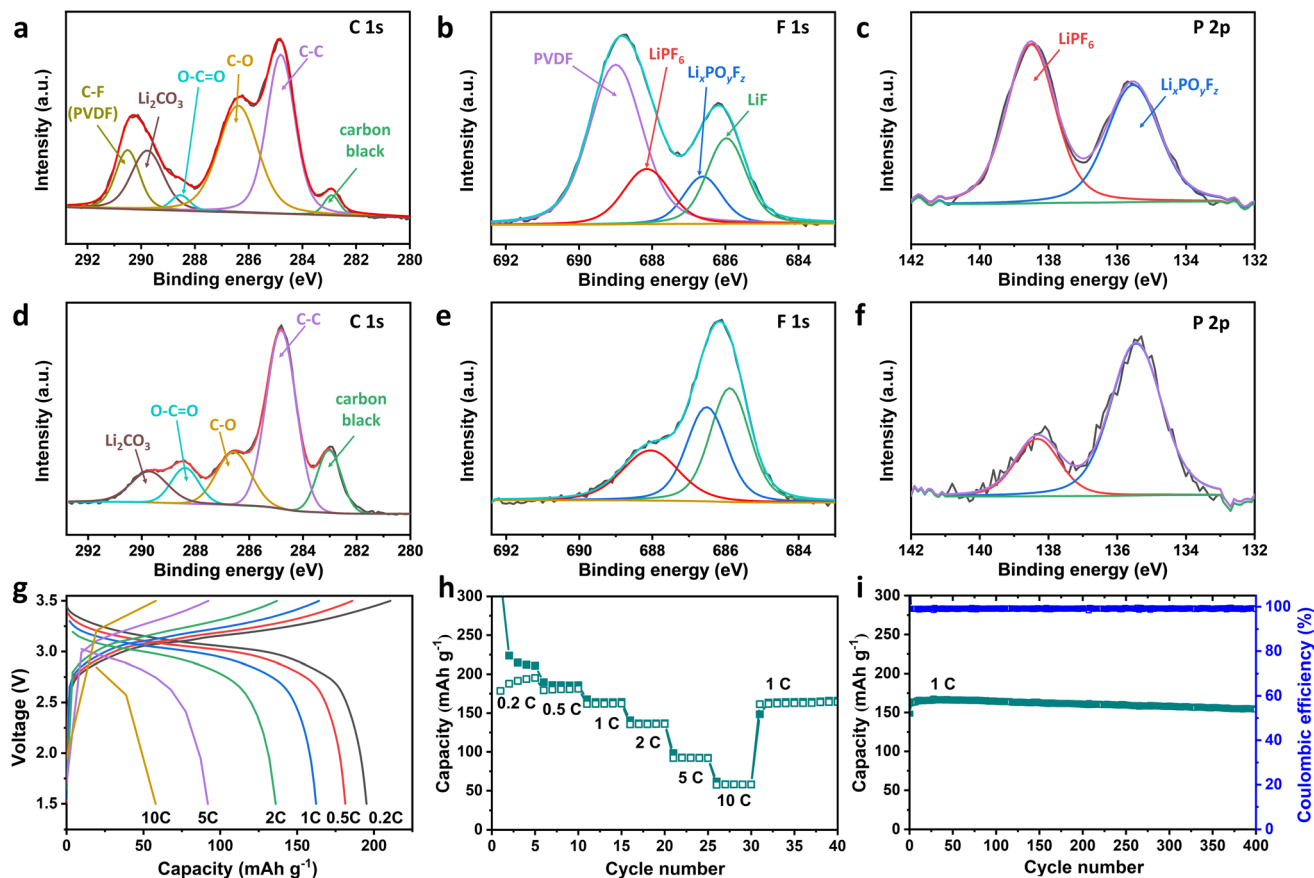 a
C 1s
C-C
C-O
O-C=O
Li₂CO₃
C-F
(PVDF)
carbon
black
Intensity (a.u.)
292 290 288 286 284 282 280
Binding energy (eV)
b
F 1s
PVDF
LiPF₆
LiₓPOᵧF_z
LiF
Intensity (a.u.)
692 690 688 686 684
Binding energy (eV)
c
P 2p
LiPF₆
LiₓPOᵧF_z
Intensity (a.u.)
142 140 138 136 134 132
Binding energy (eV)
d
C 1s
C-C
O-C=O
C-O
Li₂CO₃
carbon
black
Intensity (a.u.)
292 290 288 286 284 282 280
Binding energy (eV)
e
F 1s
Intensity (a.u.)
692 690 688 686 684
Binding energy (eV)
f
P 2p
Intensity (a.u.)
142 140 138 136 134 132
Binding energy (eV)
g
3.5
3.0
2.5
2.0
1.5
Voltage (V)
10C 5C 2C 1C 0.5C 0.2C
0 50 100 150 200
Capacity (mAh g⁻¹)
h
300
250
200
150
100
50
0
Capacity (mAh g⁻¹)
0.2 C
0.5 C
1 C
2 C
5 C
10 C
1 C
0 5 10 15 20 25 30 35 40
Cycle number
i
300
250
200
150
100
50
0
Capacity (mAh g⁻¹)
1 C
100
80
60
40
20
0
Coulombic efficiency (%)
0 50 100 150 200 250 300 350 400
Cycle number